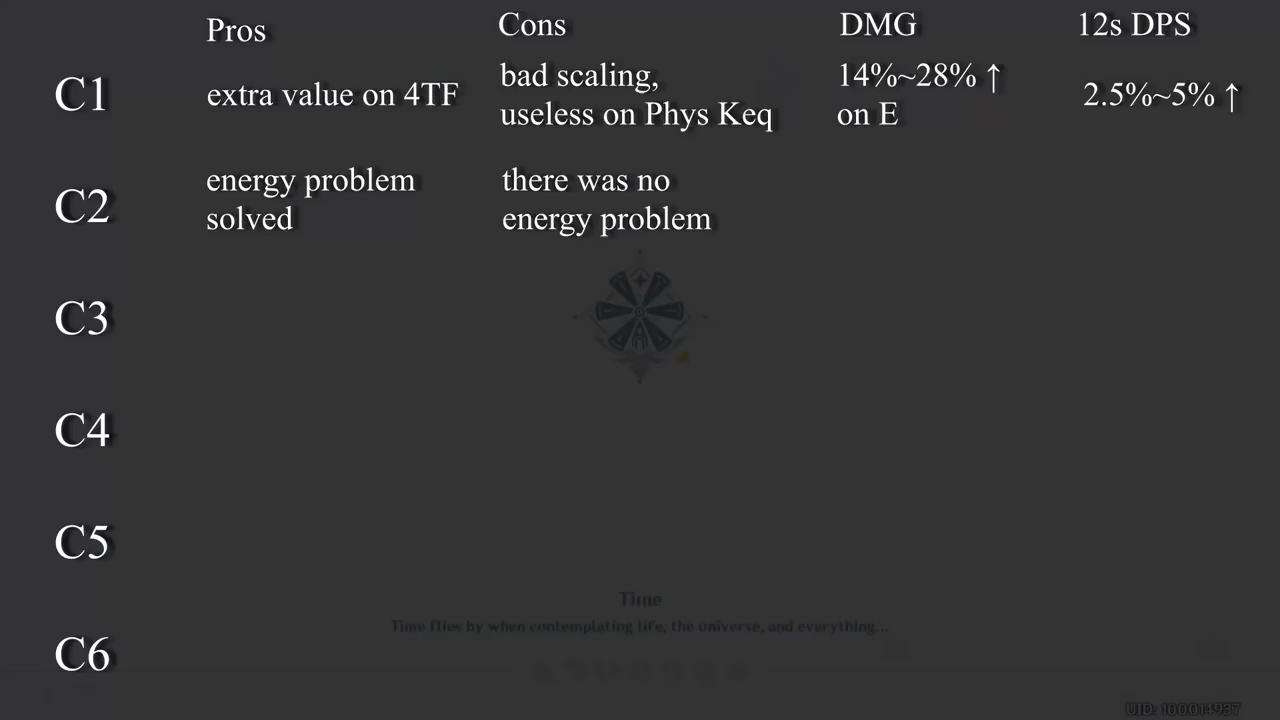 Pros Cons DMG 12s DPS
C1 extra value on 4TF bad scaling, 14%~28% ↑ 2.5%~5% ↑
useless on Phys Keq on E
C2 energy problem there was no
solved energy problem
C3
C4
C5
Time
Time flies by when contemplating life, the universe, and everything...
C6
UID: 100014937